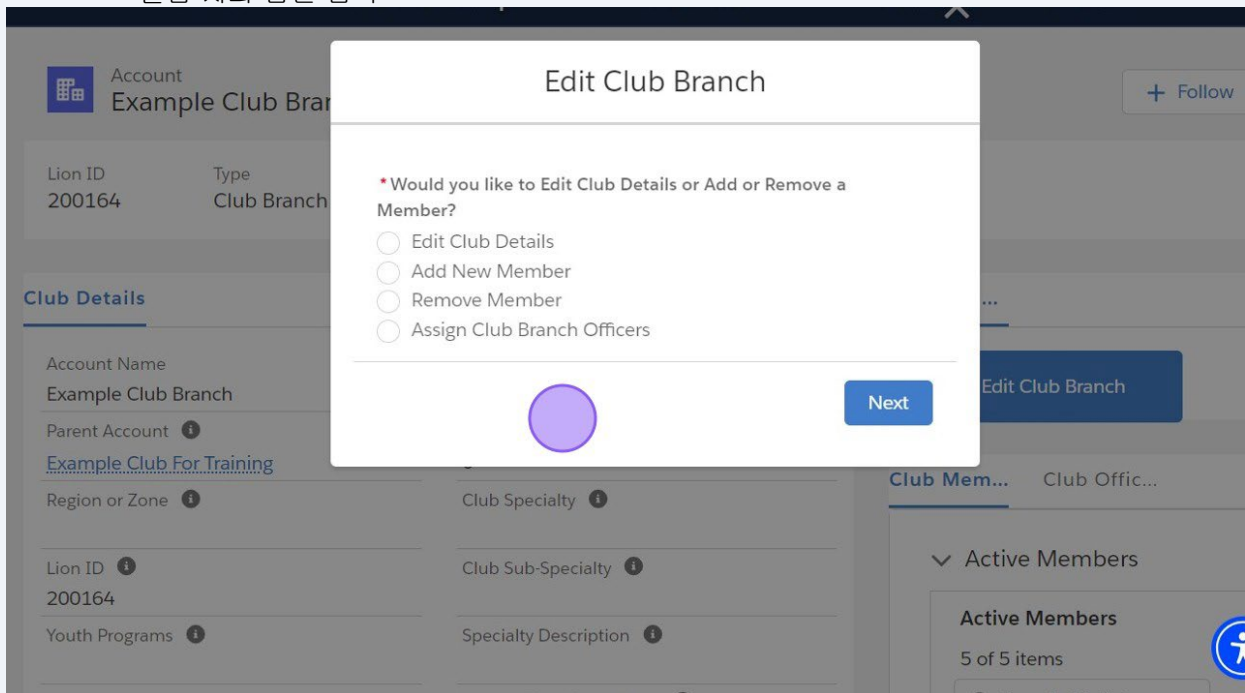 Account
Example Club Bran
Edit Club Branch
+ Follow
Lion ID
200164
Type
Club Branch
*Would you like to Edit Club Details or Add or Remove a
Member?
Edit Club Details
Add New Member
Remove Member
Assign Club Branch Officers
Next
Club Details
Account Name
Example Club Branch
Parent Account
Example Club For Training
Region or Zone
Lion ID
200164
Youth Programs
Club Specialty
Club Sub-Specialty
Specialty Description
...
Edit Club Branch
Club Mem...
Club Offic...
Active Members
Active Members
5 of 5 items